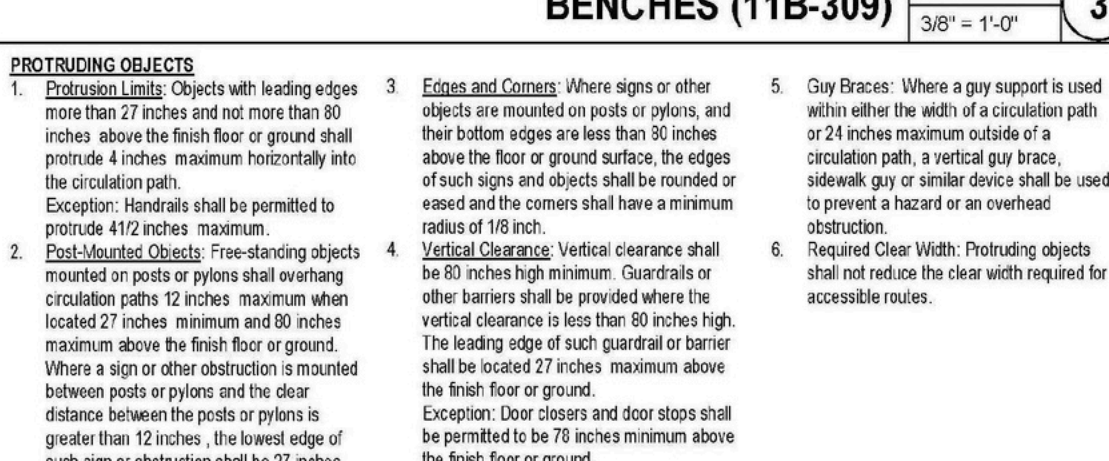 BENCHES (11B-309)
3/8" = 1'-0"
3
PROTRUDING OBJECTS
1. Protrusion Limits: Objects with leading edges
more than 27 inches and not more than 80
inches above the finish floor or ground shall
protrude 4 inches maximum horizontally into
the circulation path.
Exception: Handrails shall be permitted to
protrude 41/2 inches maximum.
2. Post-Mounted Objects: Free-standing objects
mounted on posts or pylons shall overhang
circulation paths 12 inches maximum when
located 27 inches minimum and 80 inches
maximum above the finish floor or ground.
Where a sign or other obstruction is mounted
between posts or pylons and the clear
distance between the posts or pylons is
greater than 12 inches , the lowest edge of
such sign or obstruction shall be 27 inches
3. Edges and Corners: Where signs or other
objects are mounted on posts or pylons, and
their bottom edges are less than 80 inches
above the floor or ground surface, the edges
of such signs and objects shall be rounded or
eased and the corners shall have a minimum
radius of 1/8 inch.
4. Vertical Clearance: Vertical clearance shall
be 80 inches high minimum. Guardrails or
other barriers shall be provided where the
vertical clearance is less than 80 inches high.
The leading edge of such guardrail or barrier
shall be located 27 inches maximum above
the finish floor or ground.
Exception: Door closers and door stops shall
be permitted to be 78 inches minimum above
the finish floor or ground.
5. Guy Braces: Where a guy support is used
within either the width of a circulation path
or 24 inches maximum outside of a
circulation path, a vertical guy brace,
sidewalk guy or similar device shall be used
to prevent a hazard or an overhead
obstruction.
6. Required Clear Width: Protruding objects
shall not reduce the clear width required for
accessible routes.